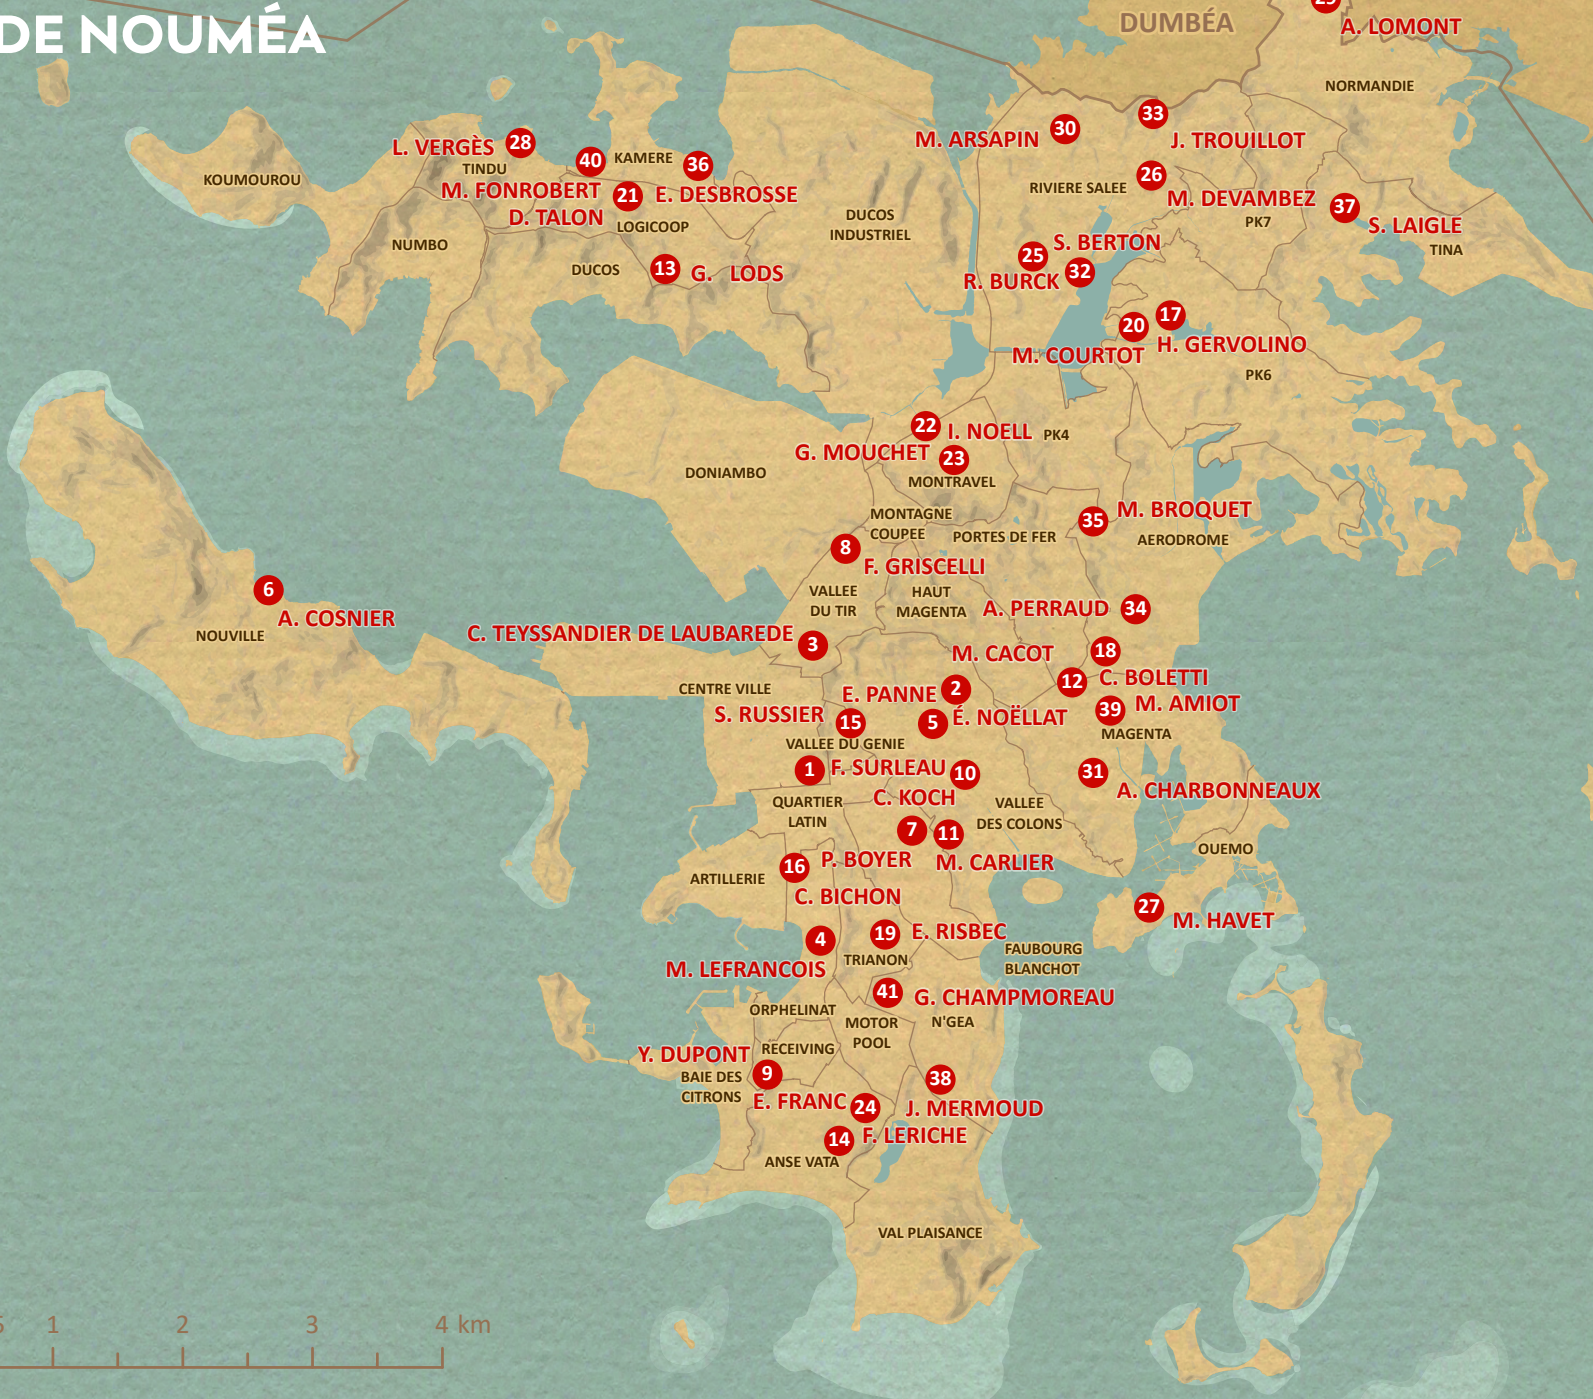 DE NOUMÉA
DUMBÉA
A. LOMONT
NORMANDIE
33
M. ARSAPIN
30
J. TROUILLOT
L. VERGÈS
28
TINDU
40
KAMERE
36
KOUMOUROU
M. FONROBERT
21
E. DESBROSSE
D. TALON
LOGICOOP
RIVIERE SALEE
26
M. DEVAMBEZ
PK7
37
S. LAIGLE
TINA
DUCOS
INDUSTRIEL
NUMBO
DUCOS
13
G. LODS
25
S. BERTON
R. BURCK
32
20
17
M. COURTOT
H. GERVOLINO
PK6
22
I. NOELL
PK4
G. MOUCHET
23
MONTRAVEL
DONIAMBO
MONTAGNE
COUPEE
PORTES DE FER
35
M. BROQUET
AERODROME
8
F. GRISCELLI
VALLEE
DU TIR
HAUT
MAGENTA
A. PERRAUD
34
6
A. COSNIER
NOUVILLE
C. TEYSSANDIER DE LAUBAREDE
3
M. CACOT
18
12
C. BOLETTI
CENTRE VILLE
E. PANNE
2
39
M. AMIOT
S. RUSSIER
15
5
É. NOËLLAT
MAGENTA
VALLEE DU GENIE
1
F. SURLEAU
10
31
A. CHARBONNEAUX
C. KOCH
QUARTIER
LATIN
VALLEE
DES COLONS
7
11
OUEMO
16
P. BOYER
M. CARLIER
ARTILLERIE
C. BICHON
27
M. HAVET
4
19
E. RISBEC
M. LEFRANCOIS
TRIANON
FAUBOURG
BLANCHOT
41
G. CHAMPMOREAU
ORPHELINAT
MOTOR
POOL
N'GEA
Y. DUPONT
RECEIVING
9
BAIE DES
CITRONS
38
E. FRANC
24
J. MERMOUD
14
F. LERICHE
ANSE VATA
VAL PLAISANCE
1
2
3
4 km